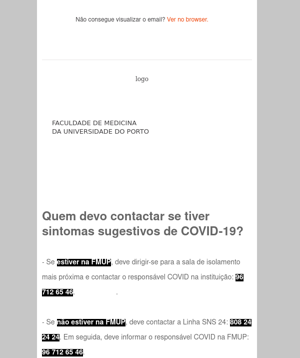 Não consegue visualizar o email? Ver no browser.
logo
FACULDADE DE MEDICINA
DA UNIVERSIDADE DO PORTO
Quem devo contactar se tiver
sintomas sugestivos de COVID-19?
- Se estiver na FMUP, deve dirigir-se para a sala de isolamento
mais próxima e contactar o responsável COVID na instituição: 96
712 65 46. .
- Se não estiver na FMUP, deve contactar a Linha SNS 24: 808 24
24 24. Em seguida, deve informar o responsável COVID na FMUP:
96 712 65 46